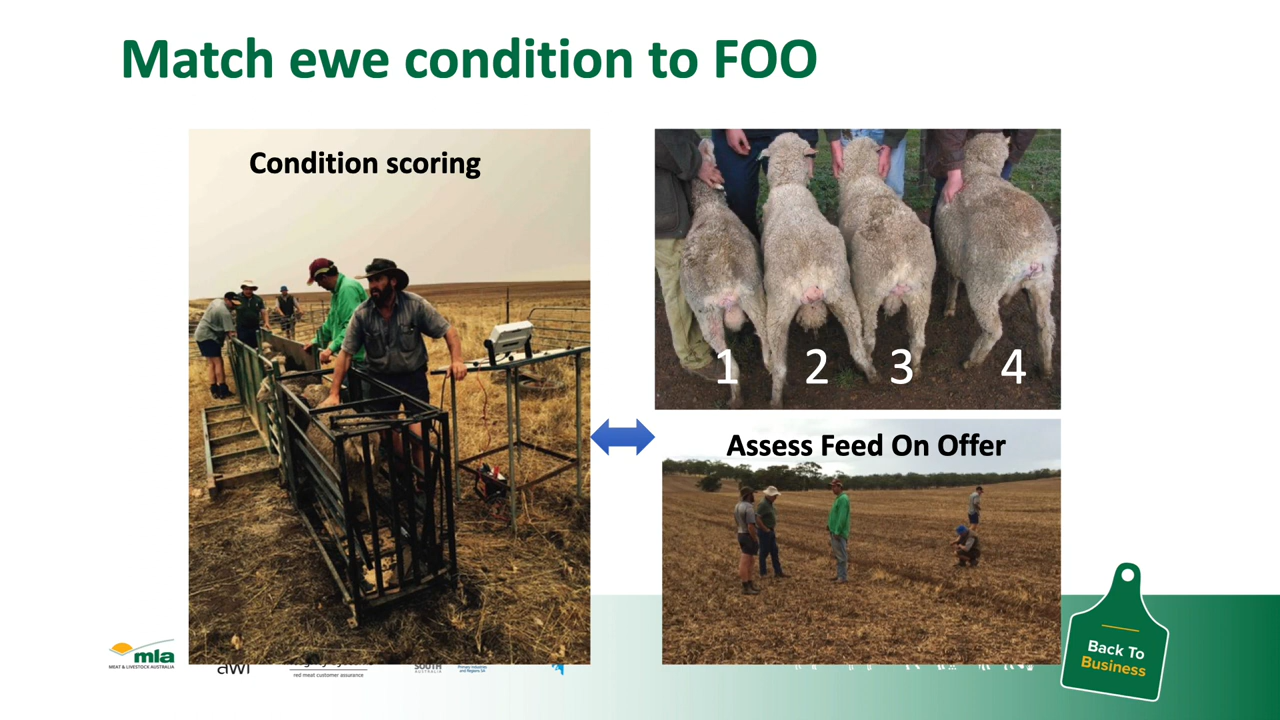 Match ewe condition to FOO
Condition scoring
1 2 3 4
Assess Feed On Offer
mla
MEAT & LIVESTOCK AUSTRALIA
awi
red meat customer assurance
SOUTH
AUSTRALIA
Primary Industries
and Regions SA
Back To
Business